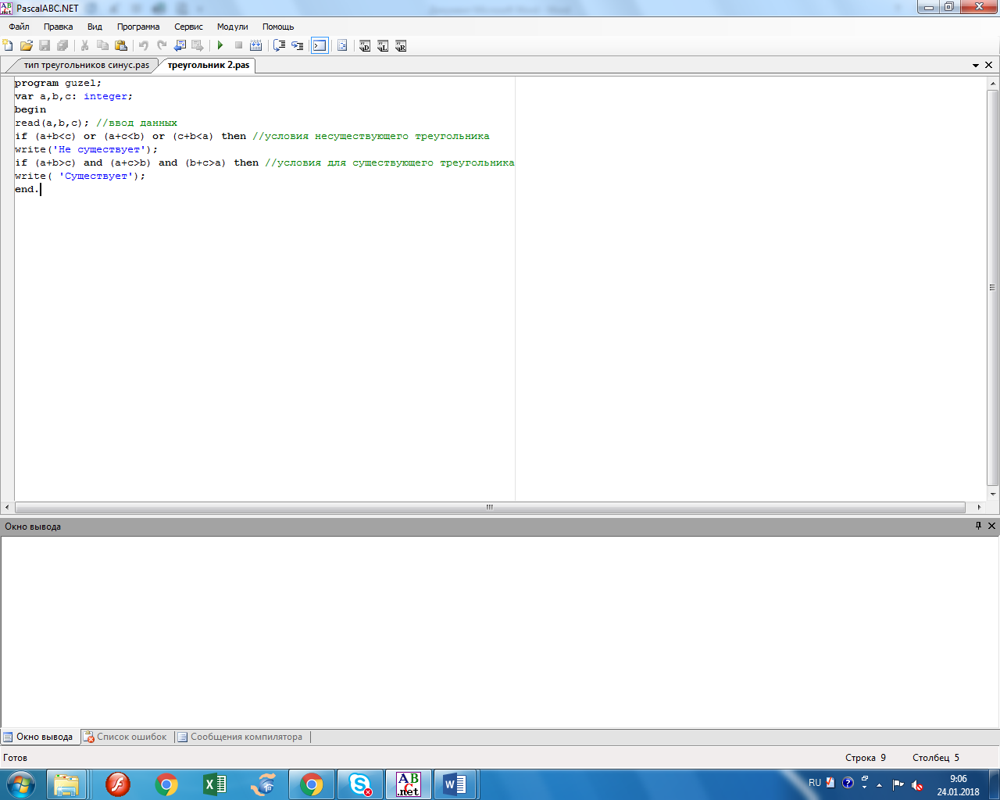 PascalABC.NET
Файл Правка Вид Программа Сервис Модули Помощь
тип треугольников синус.pas треугольник 2.pas
program guzel;
var a,b,c: integer;
begin
read(a,b,c); //ввод данных
if (a+b<c) or (a+c<b) or (c+b<a) then //условия несуществующего треугольника
write('Не существует');
if (a+b>c) and (a+c>b) and (b+c>a) then //условия для существующего треугольника
write( 'Существует');
end.
Окно вывода
Окно вывода Список ошибок Сообщения компилятора
Готов Строка 9 Столбец 5
RU 9:06
24.01.2018